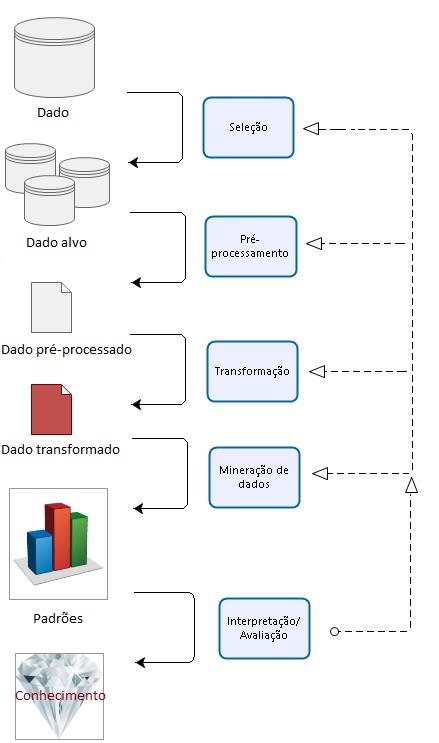 Dado
Seleção
Dado alvo
Pré-
processamento
Dado pré-processado
Transformação
Dado transformado
Mineração de
dados
Padrões
Interpretação/
Avaliação
Conhecimento